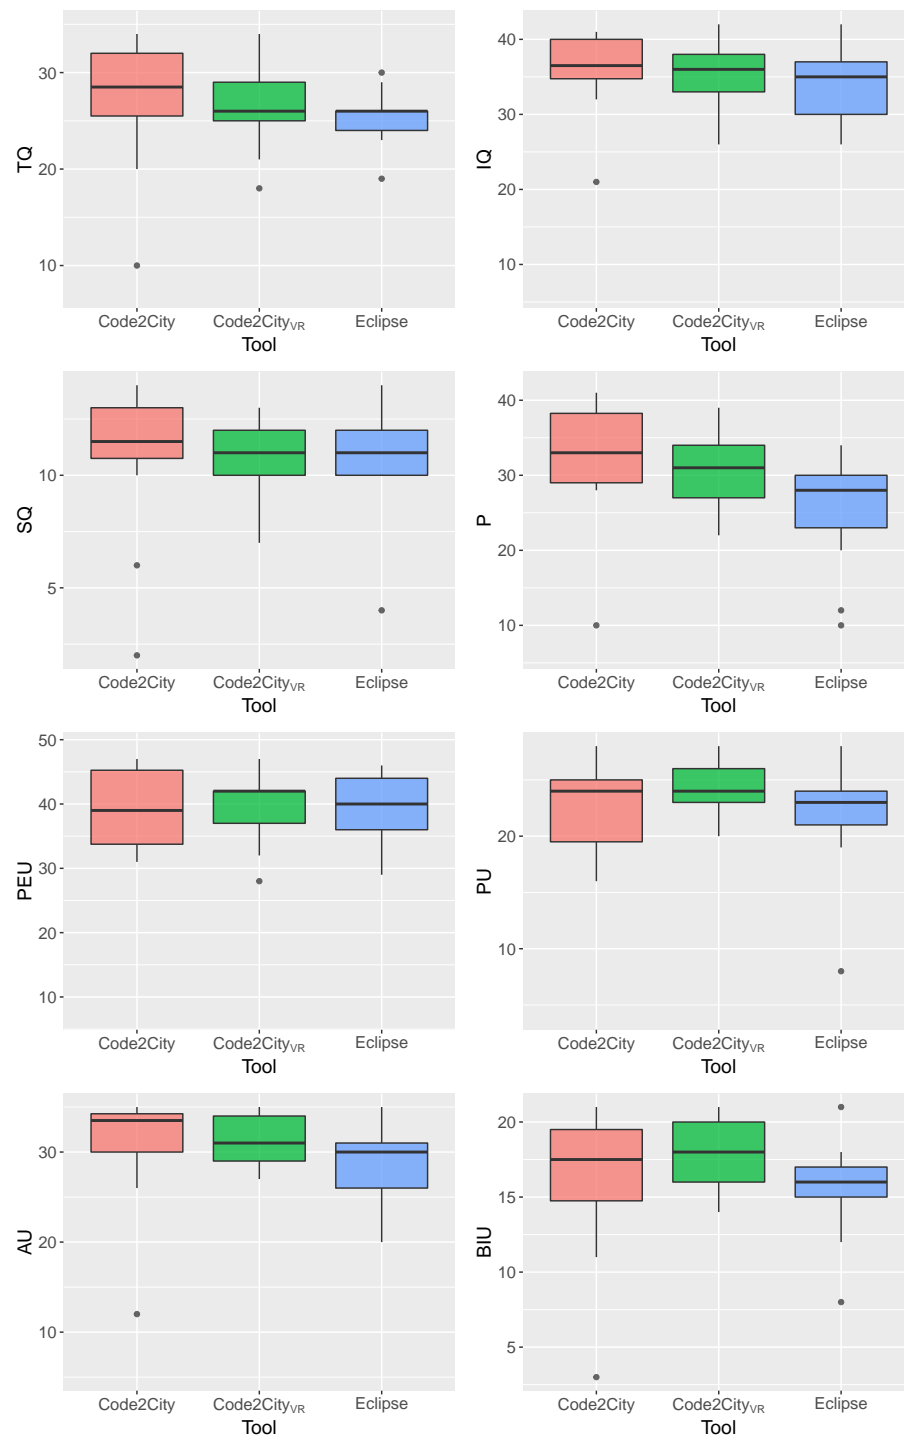 TQ
30
20
10
Code2City
Code2CityVR
Eclipse
Tool
IQ
40
30
20
10
Code2City
Code2CityVR
Eclipse
Tool
SQ
10
5
Code2City
Code2CityVR
Eclipse
Tool
P
40
30
20
10
Code2City
Code2CityVR
Eclipse
Tool
PEU
50
40
30
20
10
Code2City
Code2CityVR
Eclipse
Tool
PU
20
10
Code2City
Code2CityVR
Eclipse
Tool
AU
30
20
10
Code2City
Code2CityVR
Eclipse
Tool
BIU
20
15
10
5
Code2City
Code2CityVR
Eclipse
Tool